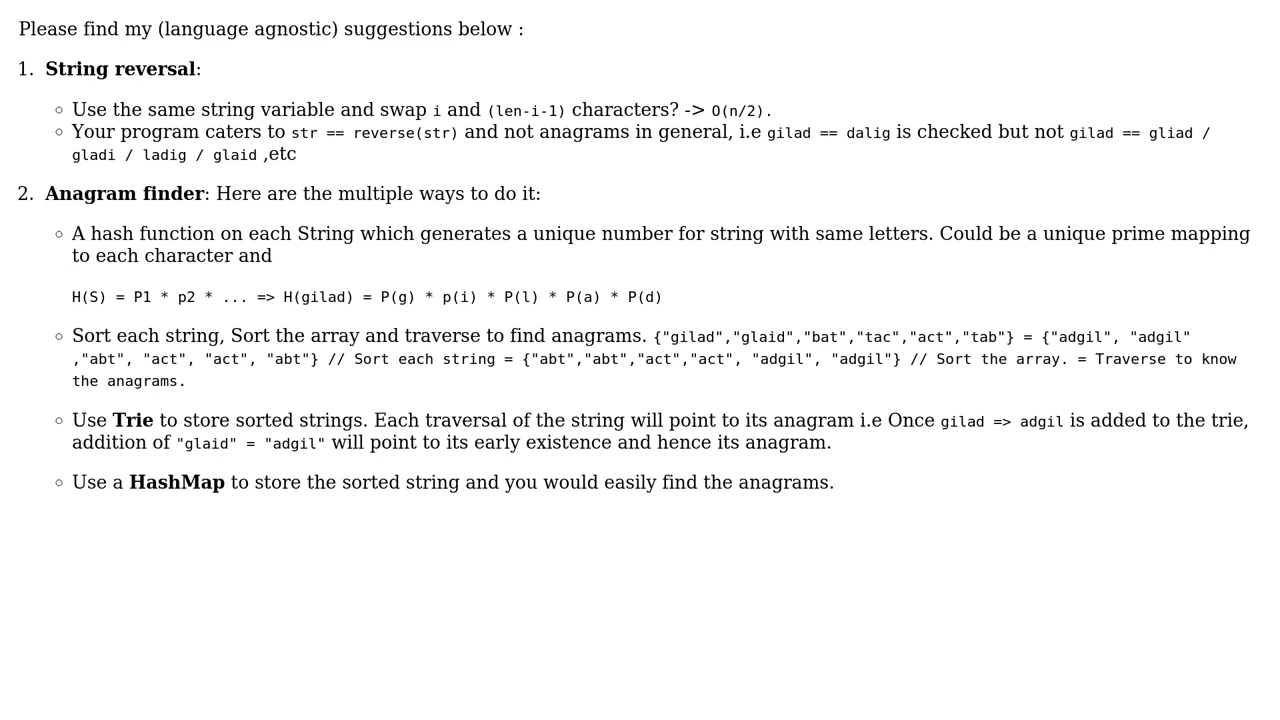 Please find my (language agnostic) suggestions below :
1. String reversal:
◦ Use the same string variable and swap i and (len-i-1) characters? -> O(n/2).
◦ Your program caters to str == reverse(str) and not anagrams in general, i.e gilad == dalig is checked but not gilad == gliad /
gladi / ladig / glaid ,etc
2. Anagram finder: Here are the multiple ways to do it:
◦ A hash function on each String which generates a unique number for string with same letters. Could be a unique prime mapping
to each character and
H(S) = P1 * p2 * ... => H(gilad) = P(g) * p(i) * P(l) * P(a) * P(d)
◦ Sort each string, Sort the array and traverse to find anagrams. {"gilad","glaid","bat","tac","act","tab"} = {"adgil", "adgil"
,"abt", "act", "act", "abt"} // Sort each string = {"abt","abt","act","act", "adgil", "adgil"} // Sort the array. = Traverse to know
the anagrams.
◦ Use Trie to store sorted strings. Each traversal of the string will point to its anagram i.e Once gilad => adgil is added to the trie,
addition of "glaid" = "adgil" will point to its early existence and hence its anagram.
◦ Use a HashMap to store the sorted string and you would easily find the anagrams.